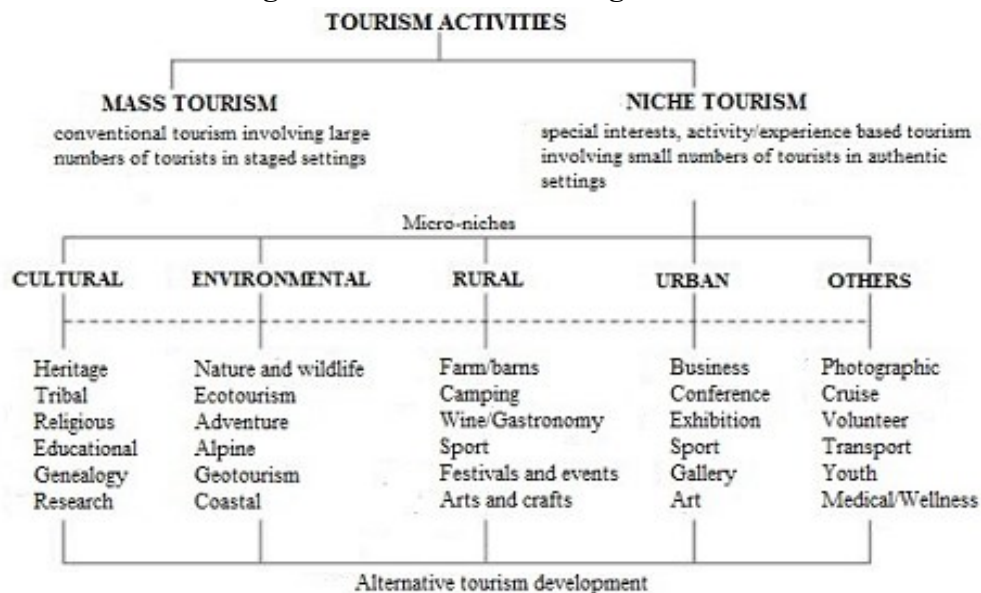 TOURISM ACTIVITIES
MASS TOURISM
conventional tourism involving large
numbers of tourists in staged settings
NICHE TOURISM
special interests, activity/experience based tourism
involving small numbers of tourists in authentic
settings
Micro-niches
CULTURAL
ENVIRONMENTAL
RURAL
URBAN
OTHERS
Heritage
Tribal
Religious
Educational
Genealogy
Research
Nature and wildlife
Ecotourism
Adventure
Alpine
Geotourism
Coastal
Farm/barns
Camping
Wine/Gastronomy
Sport
Festivals and events
Arts and crafts
Business
Conference
Exhibition
Sport
Gallery
Art
Photographic
Cruise
Volunteer
Transport
Youth
Medical/Wellness
Alternative tourism development